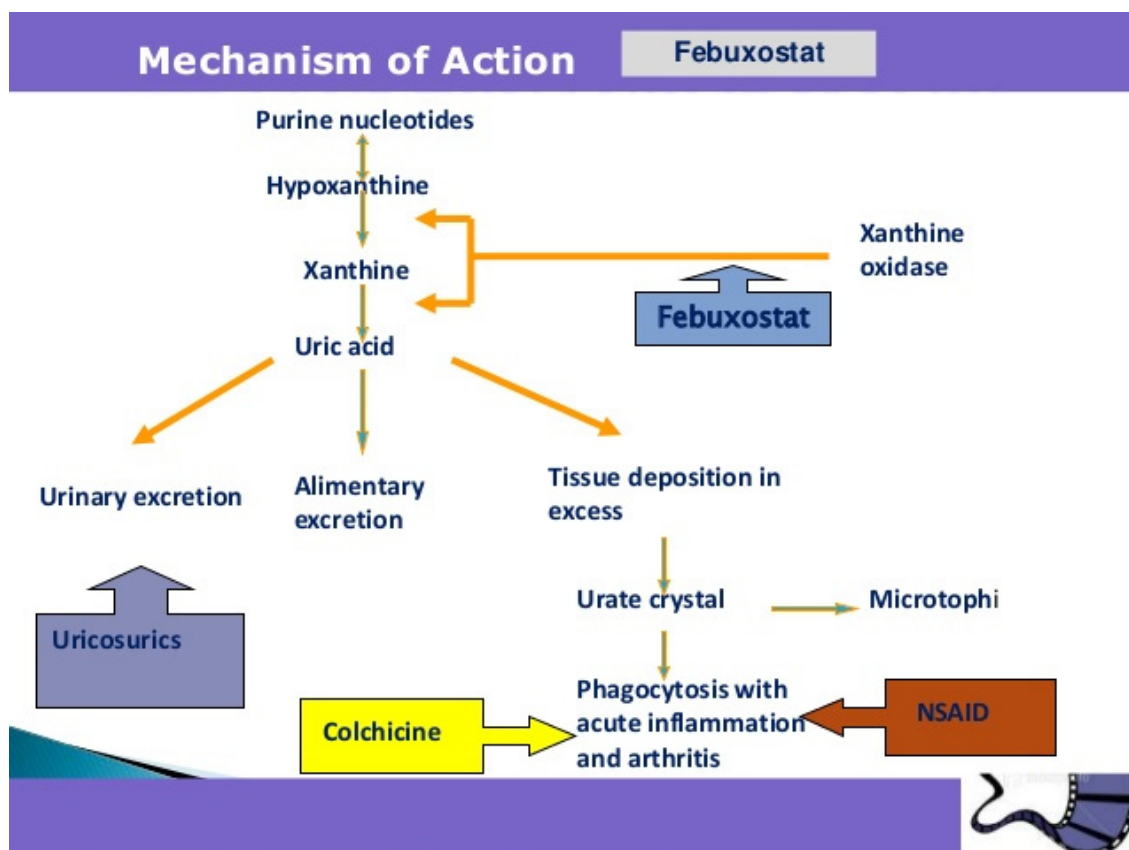 Mechanism of Action
Febuxostat
Purine nucleotides
Hypoxanthine
Xanthine
Xanthine
oxidase
Febuxostat
Uric acid
Urinary excretion
Alimentary
excretion
Tissue deposition in
excess
Urate crystal
Microtophi
Uricosurics
Phagocytosis with
acute inflammation
and arthritis
Colchicine
NSAID